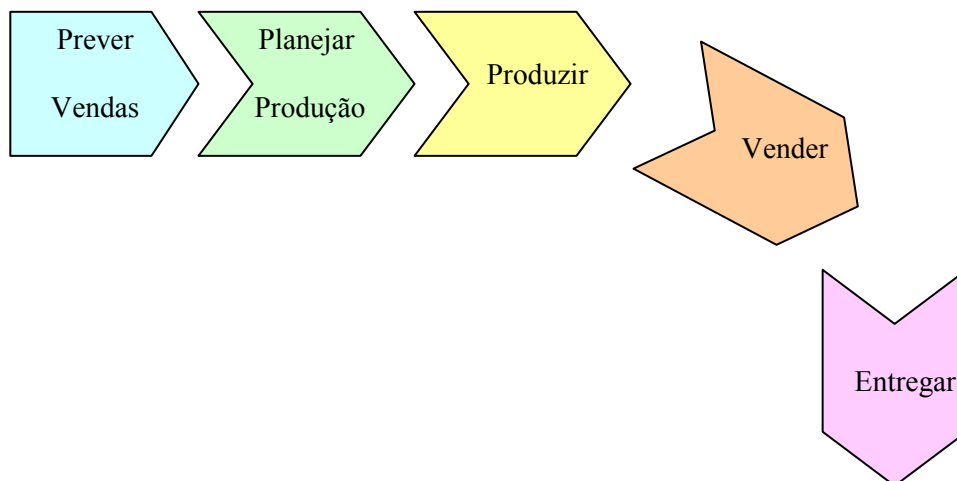 Prever
Vendas
Planejar
Produção
Produzir
Vender
Entregar